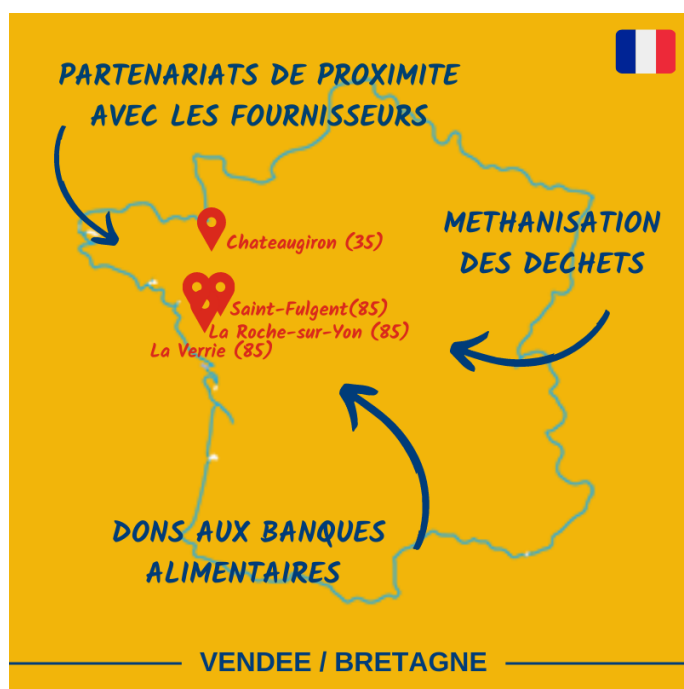 PARTENARIATS DE PROXIMITE
AVEC LES FOURNISSEURS
Chateaugiron (35)
METHANISATION
DES DECHETS
Saint-Fulgent(85)
La Roche-sur-Yon (85)
La Verrie (85)
DONS AUX BANQUES
ALIMENTAIRES
VENDEE / BRETAGNE